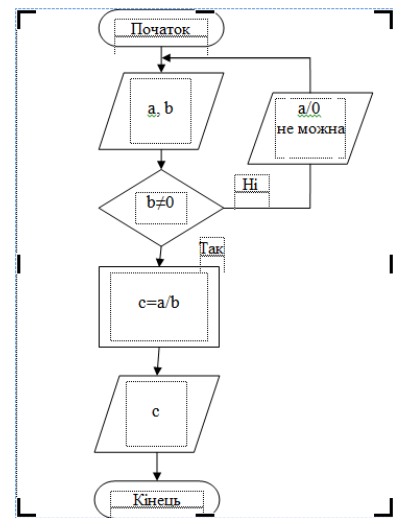 Початок
a, b
a/0
не можна
b≠0
Ні
Так
c=a/b
c
Кінець